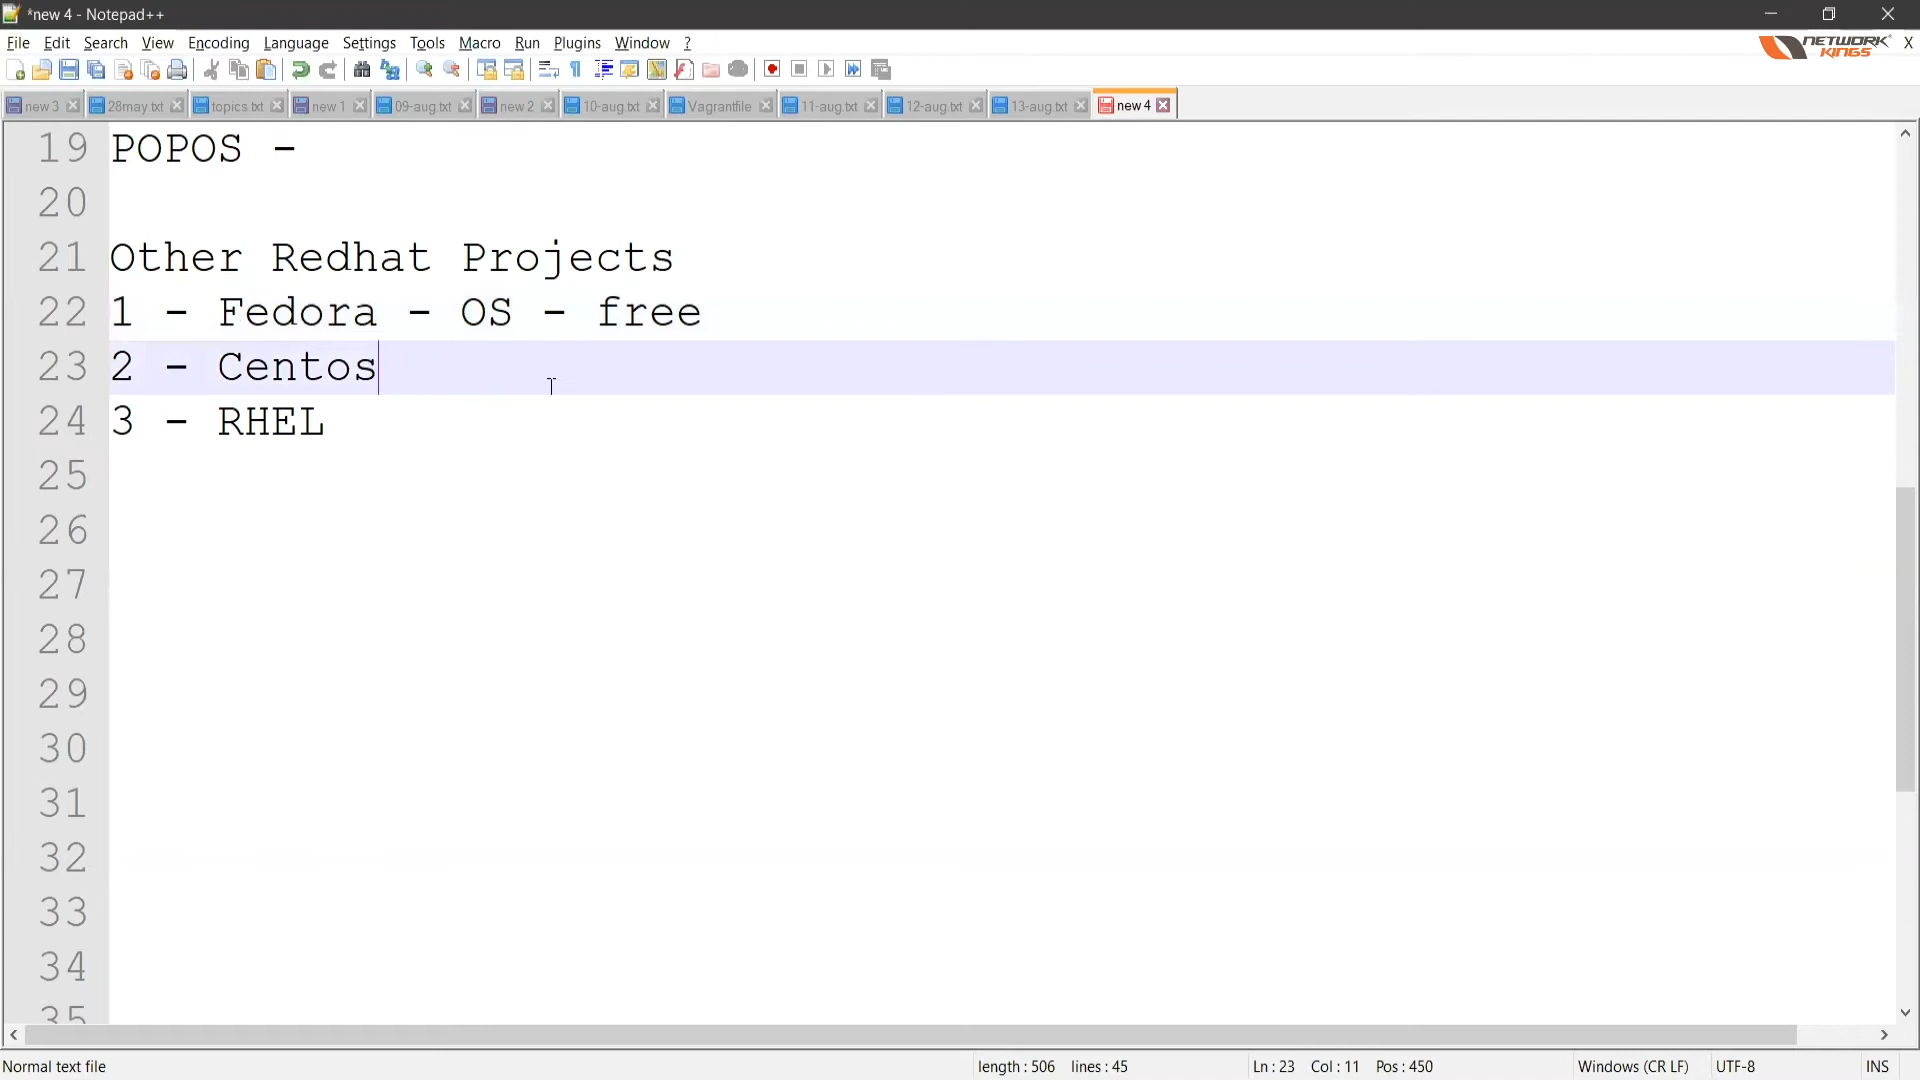 *new 4 - Notepad++
File Edit Search View Encoding Language Settings Tools Macro Run Plugins Window ?
NETWORK KINGS
X
new 3 28may.txt topics.txt new 1 09-aug.txt new 2 10-aug.txt Vagrantfile 11-aug.txt 12-aug.txt 13-aug.txt new 4
19 POPOS -
20
21 Other Redhat Projects
22 1 - Fedora - OS - free
23 2 - Centos
24 3 - RHEL
25
26
27
28
29
30
31
32
33
34
35
Normal text file length : 506 lines : 45 Ln : 23 Col : 11 Pos : 450 Windows (CR LF) UTF-8 INS